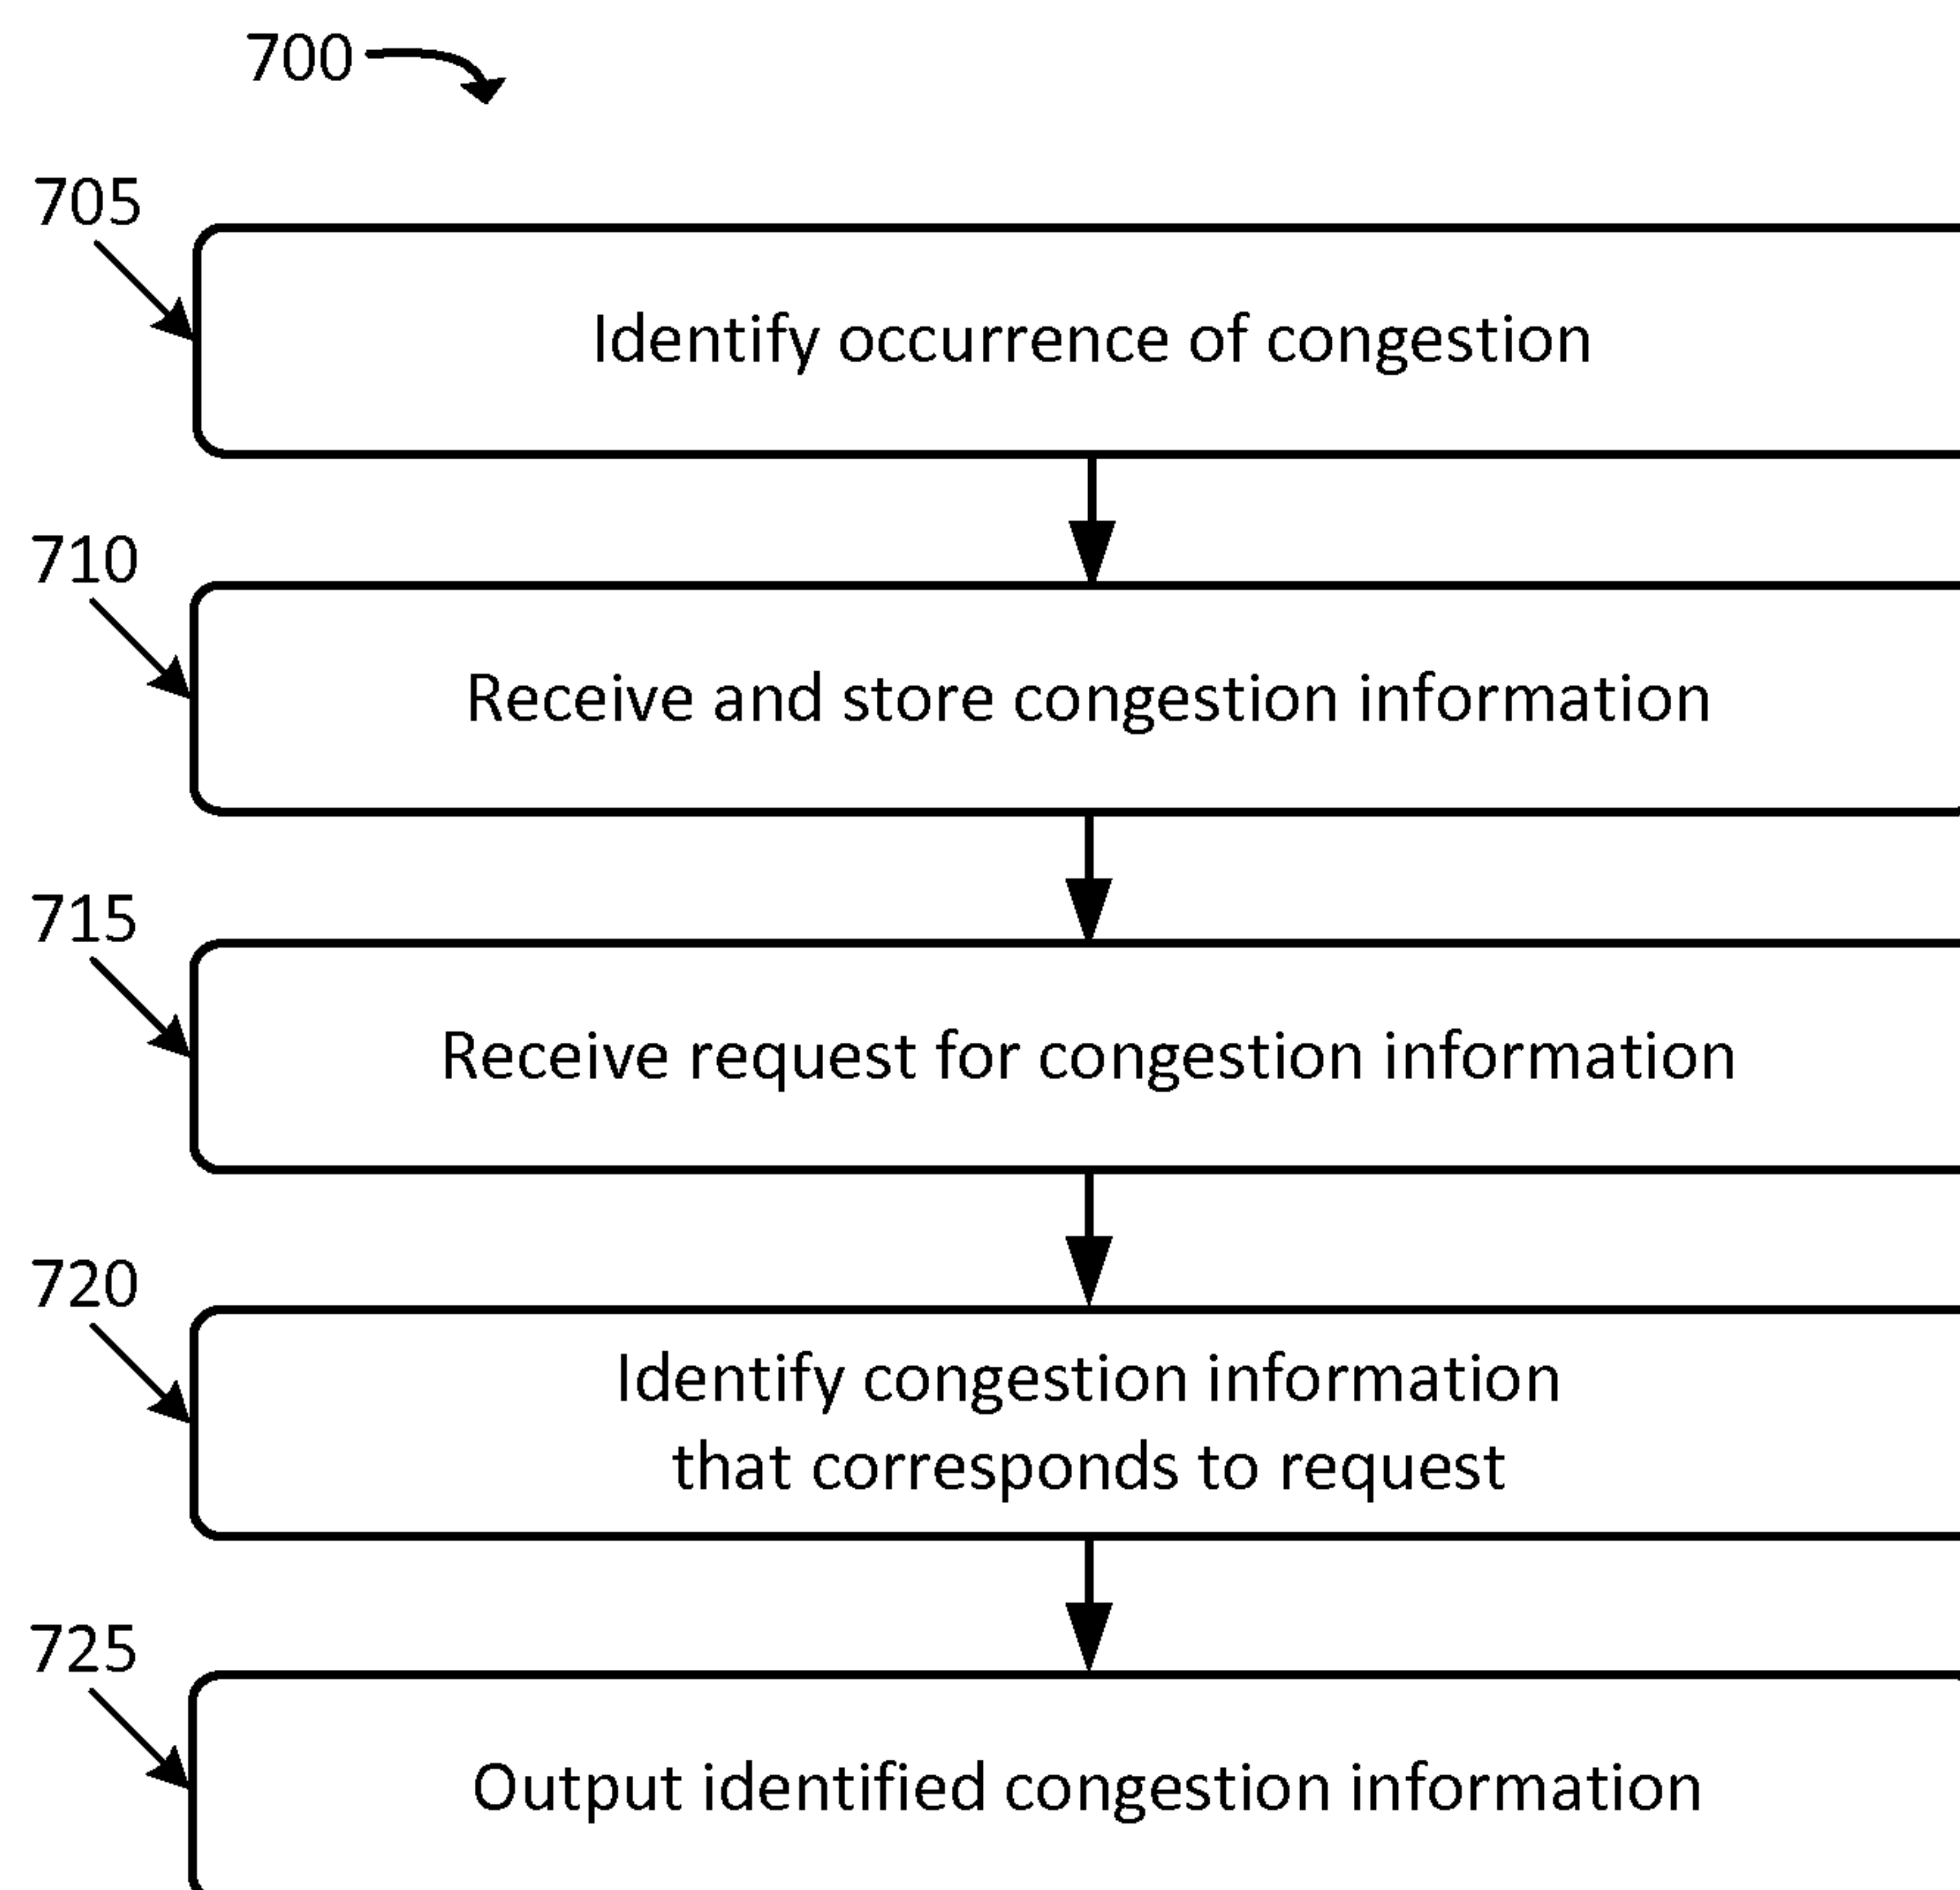 700
705
Identify occurrence of congestion
710
Receive and store congestion information
715
Receive request for congestion information
720
Identify congestion information
that corresponds to request
725
Output identified congestion information